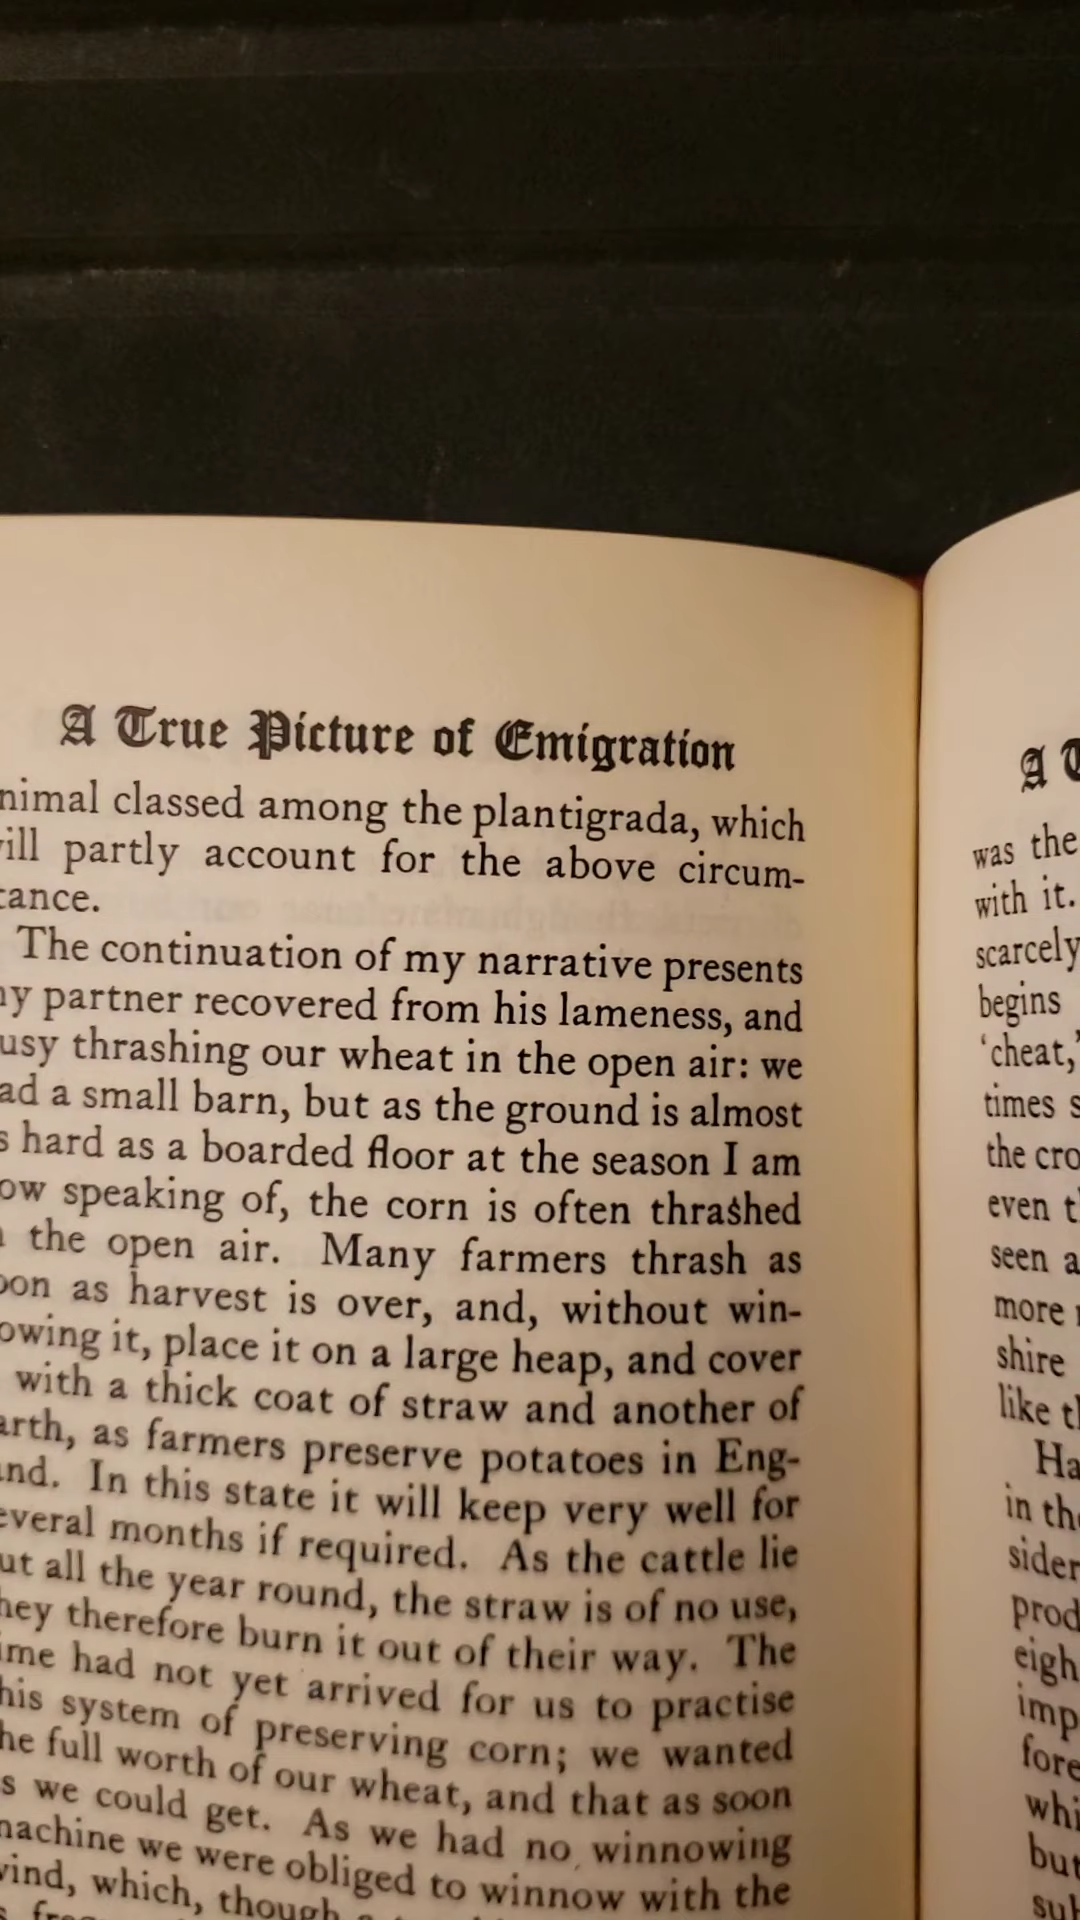 A True Picture of Emigration
nimal classed among the plantigrada, which
ill partly account for the above circum-
tance.
The continuation of my narrative presents
y partner recovered from his lameness, and
usy thrashing our wheat in the open air: we
ad a small barn, but as the ground is almost
s hard as a boarded floor at the season I am
ow speaking of, the corn is often thrashed
the open air. Many farmers thrash as
oon as harvest is over, and, without win-
owing it, place it on a large heap, and cover
with a thick coat of straw and another of
arth, as farmers preserve potatoes in Eng-
nd. In this state it will keep very well for
everal months if required. As the cattle lie
ut all the year round, the straw is of no use,
hey therefore burn it out of their way. The
ime had not yet arrived for us to practise
his system of preserving corn; we wanted
he full worth of our wheat, and that as soon
s we could get. As we had no winnowing
machine we were obliged to winnow with the
wind, which, though
A T
was the
with it.
scarcely
begins
'cheat,'
times s
the cro
even t
seen a
more
shire
like t
Ha
in the
sider
prod
eigh
imp
fore
whi
but
sub